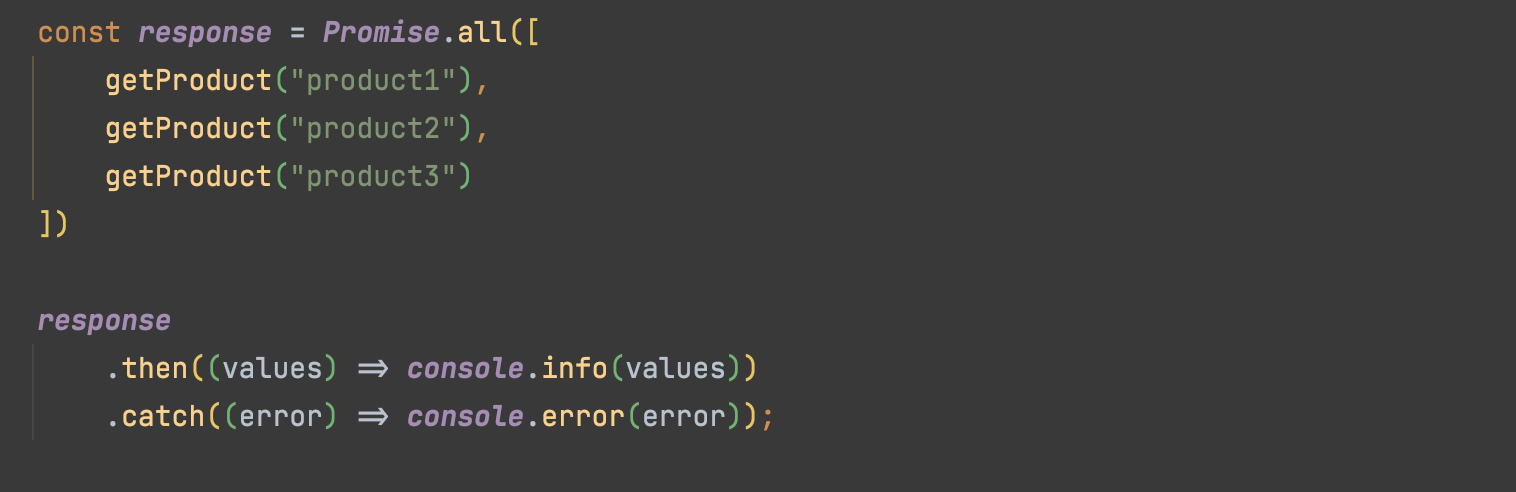 const response = Promise.all([
    getProduct("product1"),
    getProduct("product2"),
    getProduct("product3")
])

response
    .then((values) => console.info(values))
    .catch((error) => console.error(error));